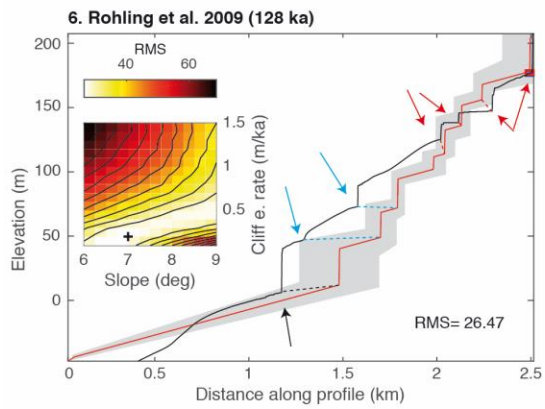 6. Rohling et al. 2009 (128 ka)
RMS
40 60
200
150
100
50
0
Elevation (m)
1.5
1
0.5
Cliff e. rate (m/ka)
6 7 8 9
Slope (deg)
RMS= 26.47
0 0.5 1 1.5 2 2.5
Distance along profile (km)